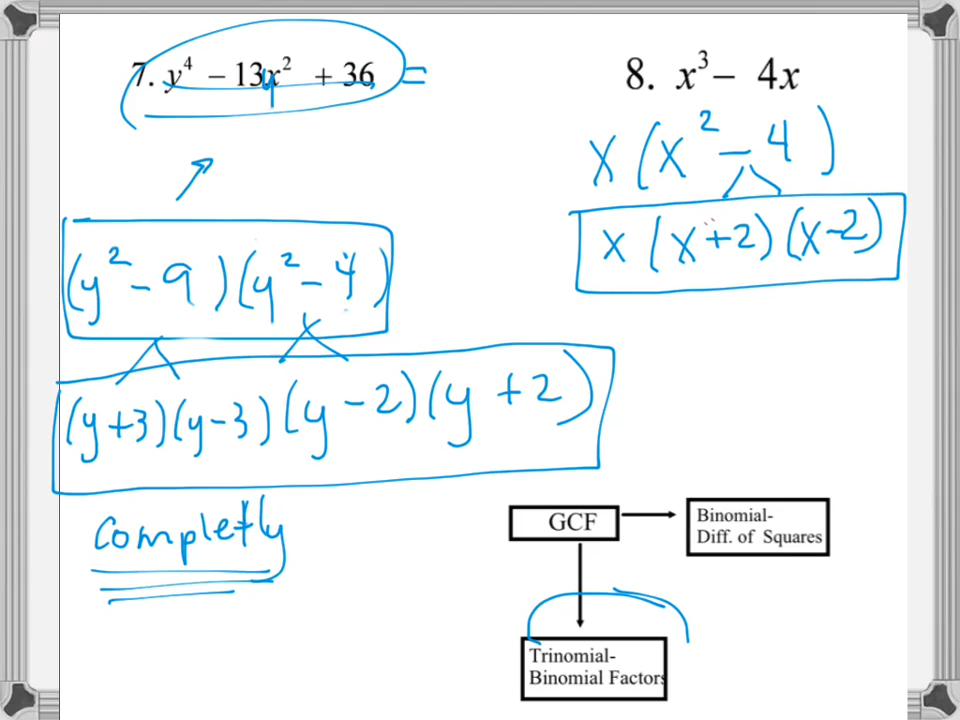 7. y⁴ − 13x² + 36 =
y
(y² − 9)(y² − 4)
(y+3)(y−3)(y−2)(y+2)
completly
8. x³ − 4x
x(x² − 4)
x(x+2)(x−2)
GCF
Binomial-
Diff. of Squares
Trinomial-
Binomial Factors